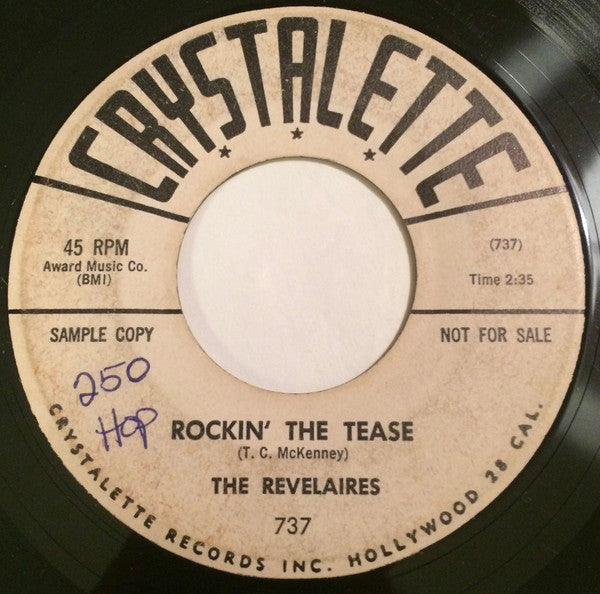 CRYSTALETTE
45 RPM
Award Music Co.
(BMI)
(737)
Time 2:35
SAMPLE COPY
NOT FOR SALE
250
Hop
ROCKIN' THE TEASE
(T. C. McKenney)
THE REVELAIRES
737
CRYSTALETTE RECORDS INC. HOLLYWOOD 28 CAL.